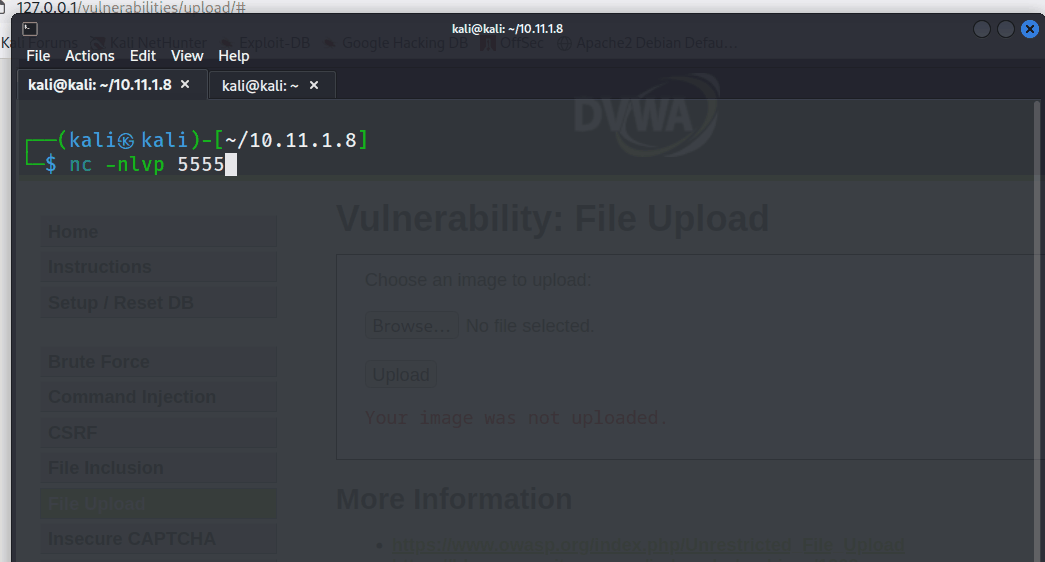 127.0.0.1/vulnerabilities/upload/#
kali@kali: ~/10.11.1.8
Kali Forums Kali NetHunter Exploit-DB Google Hacking DB OffSec Apache2 Debian Defau...
File Actions Edit View Help
kali@kali: ~/10.11.1.8 × kali@kali: ~ ×
DVWA
(kali㉿kali)-[~/10.11.1.8]
$ nc -nlvp 5555
Vulnerability: File Upload
Home
Instructions
Setup / Reset DB
Choose an image to upload:
Browse... No file selected.
Upload
Your image was not uploaded.
Brute Force
Command Injection
CSRF
File Inclusion
File Upload
Insecure CAPTCHA
More Information